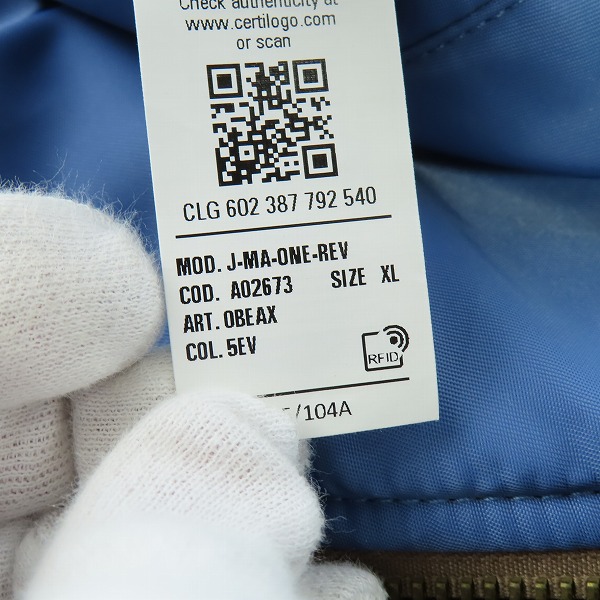 Check authenticity at
www.certilogo.com
or scan
CLG 602 387 792 540
MOD. J-MA-ONE-REV
COD. A02673 SIZE XL
ART. 0BEAX
COL. 5EV
RFID
/104A